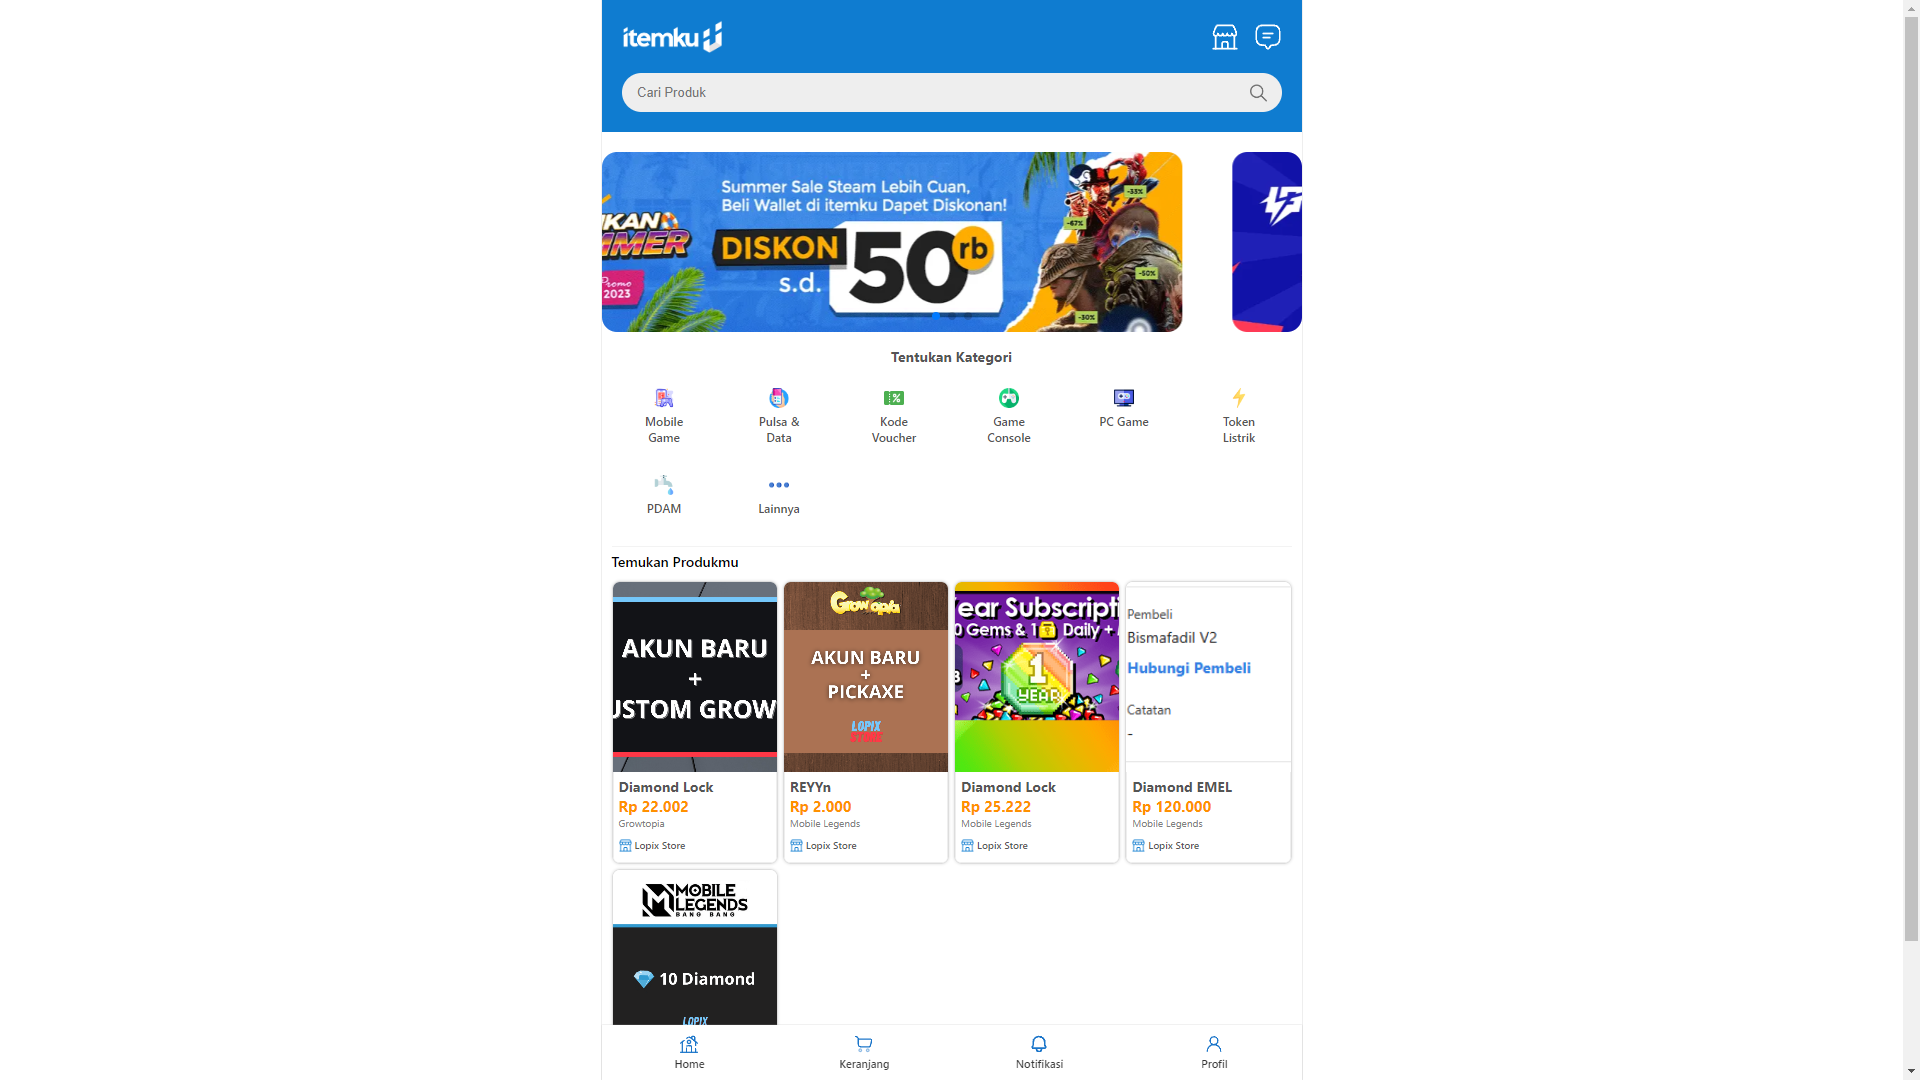 itemku
Cari Produk
Summer Sale Steam Lebih Cuan,
Beli Wallet di itemku Dapat Diskonan!
DISKON
s.d. 50 rb
Promo
2023
-33%
-67%
-50%
-30%
Tentukan Kategori
Mobile
Game
Pulsa &
Data
Kode
Voucher
Game
Console
PC Game
Token
Listrik
PDAM
Lainnya
Temukan Produkmu
AKUN BARU
+
USTOM GROW
Diamond Lock
Rp 22.002
Growtopia
Lopix Store
Growtopia
AKUN BARU
+
PICKAXE
LOPIX
STORE
REYYn
Rp 2.000
Mobile Legends
Lopix Store
ear Subscripti
0 Gems & 1 Daily +
1
YEAR
Diamond Lock
Rp 25.222
Mobile Legends
Lopix Store
Pembeli
Bismafadil V2
Hubungi Pembeli
Catatan
-
Diamond EMEL
Rp 120.000
Mobile Legends
Lopix Store
MOBILE
LEGENDS
BANG BANG
10 Diamond
LOPIX
Home
Keranjang
Notifikasi
Profil